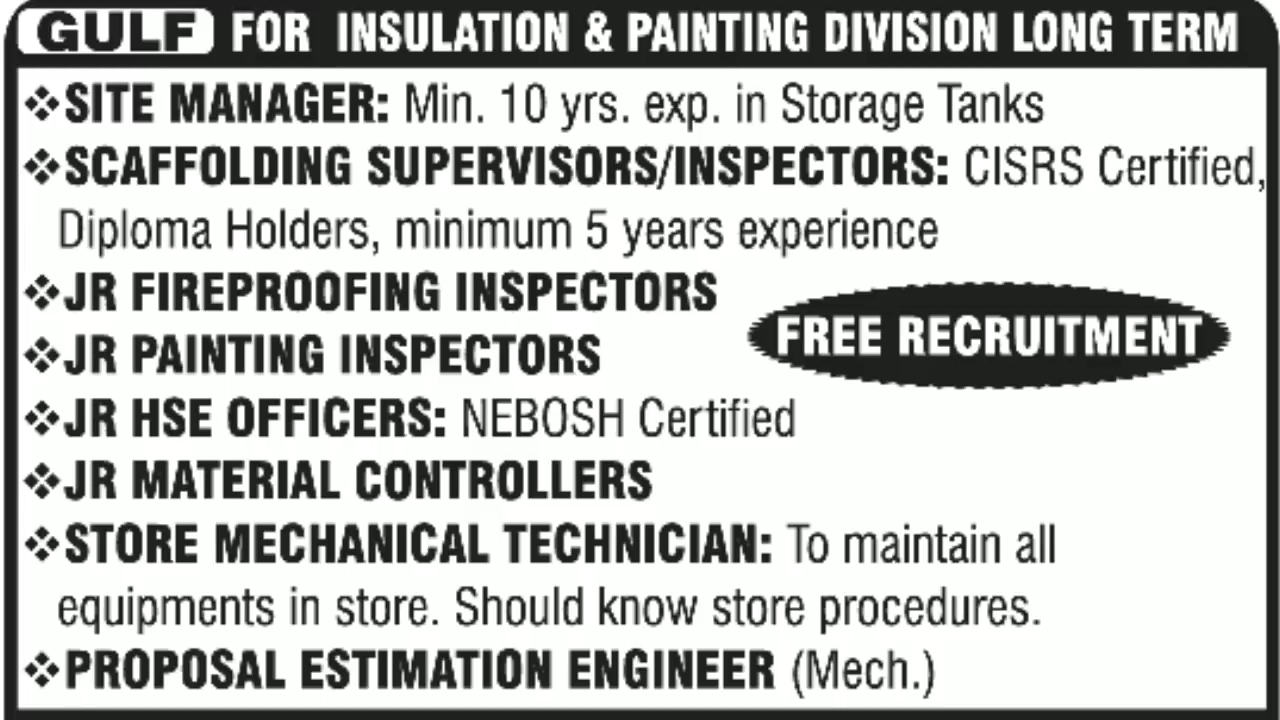 GULF FOR INSULATION & PAINTING DIVISION LONG TERM
❖SITE MANAGER: Min. 10 yrs. exp. in Storage Tanks
❖SCAFFOLDING SUPERVISORS/INSPECTORS: CISRS Certified,
Diploma Holders, minimum 5 years experience
❖JR FIREPROOFING INSPECTORS
FREE RECRUITMENT
❖JR PAINTING INSPECTORS
❖JR HSE OFFICERS: NEBOSH Certified
❖JR MATERIAL CONTROLLERS
❖STORE MECHANICAL TECHNICIAN: To maintain all
equipments in store. Should know store procedures.
❖PROPOSAL ESTIMATION ENGINEER (Mech.)